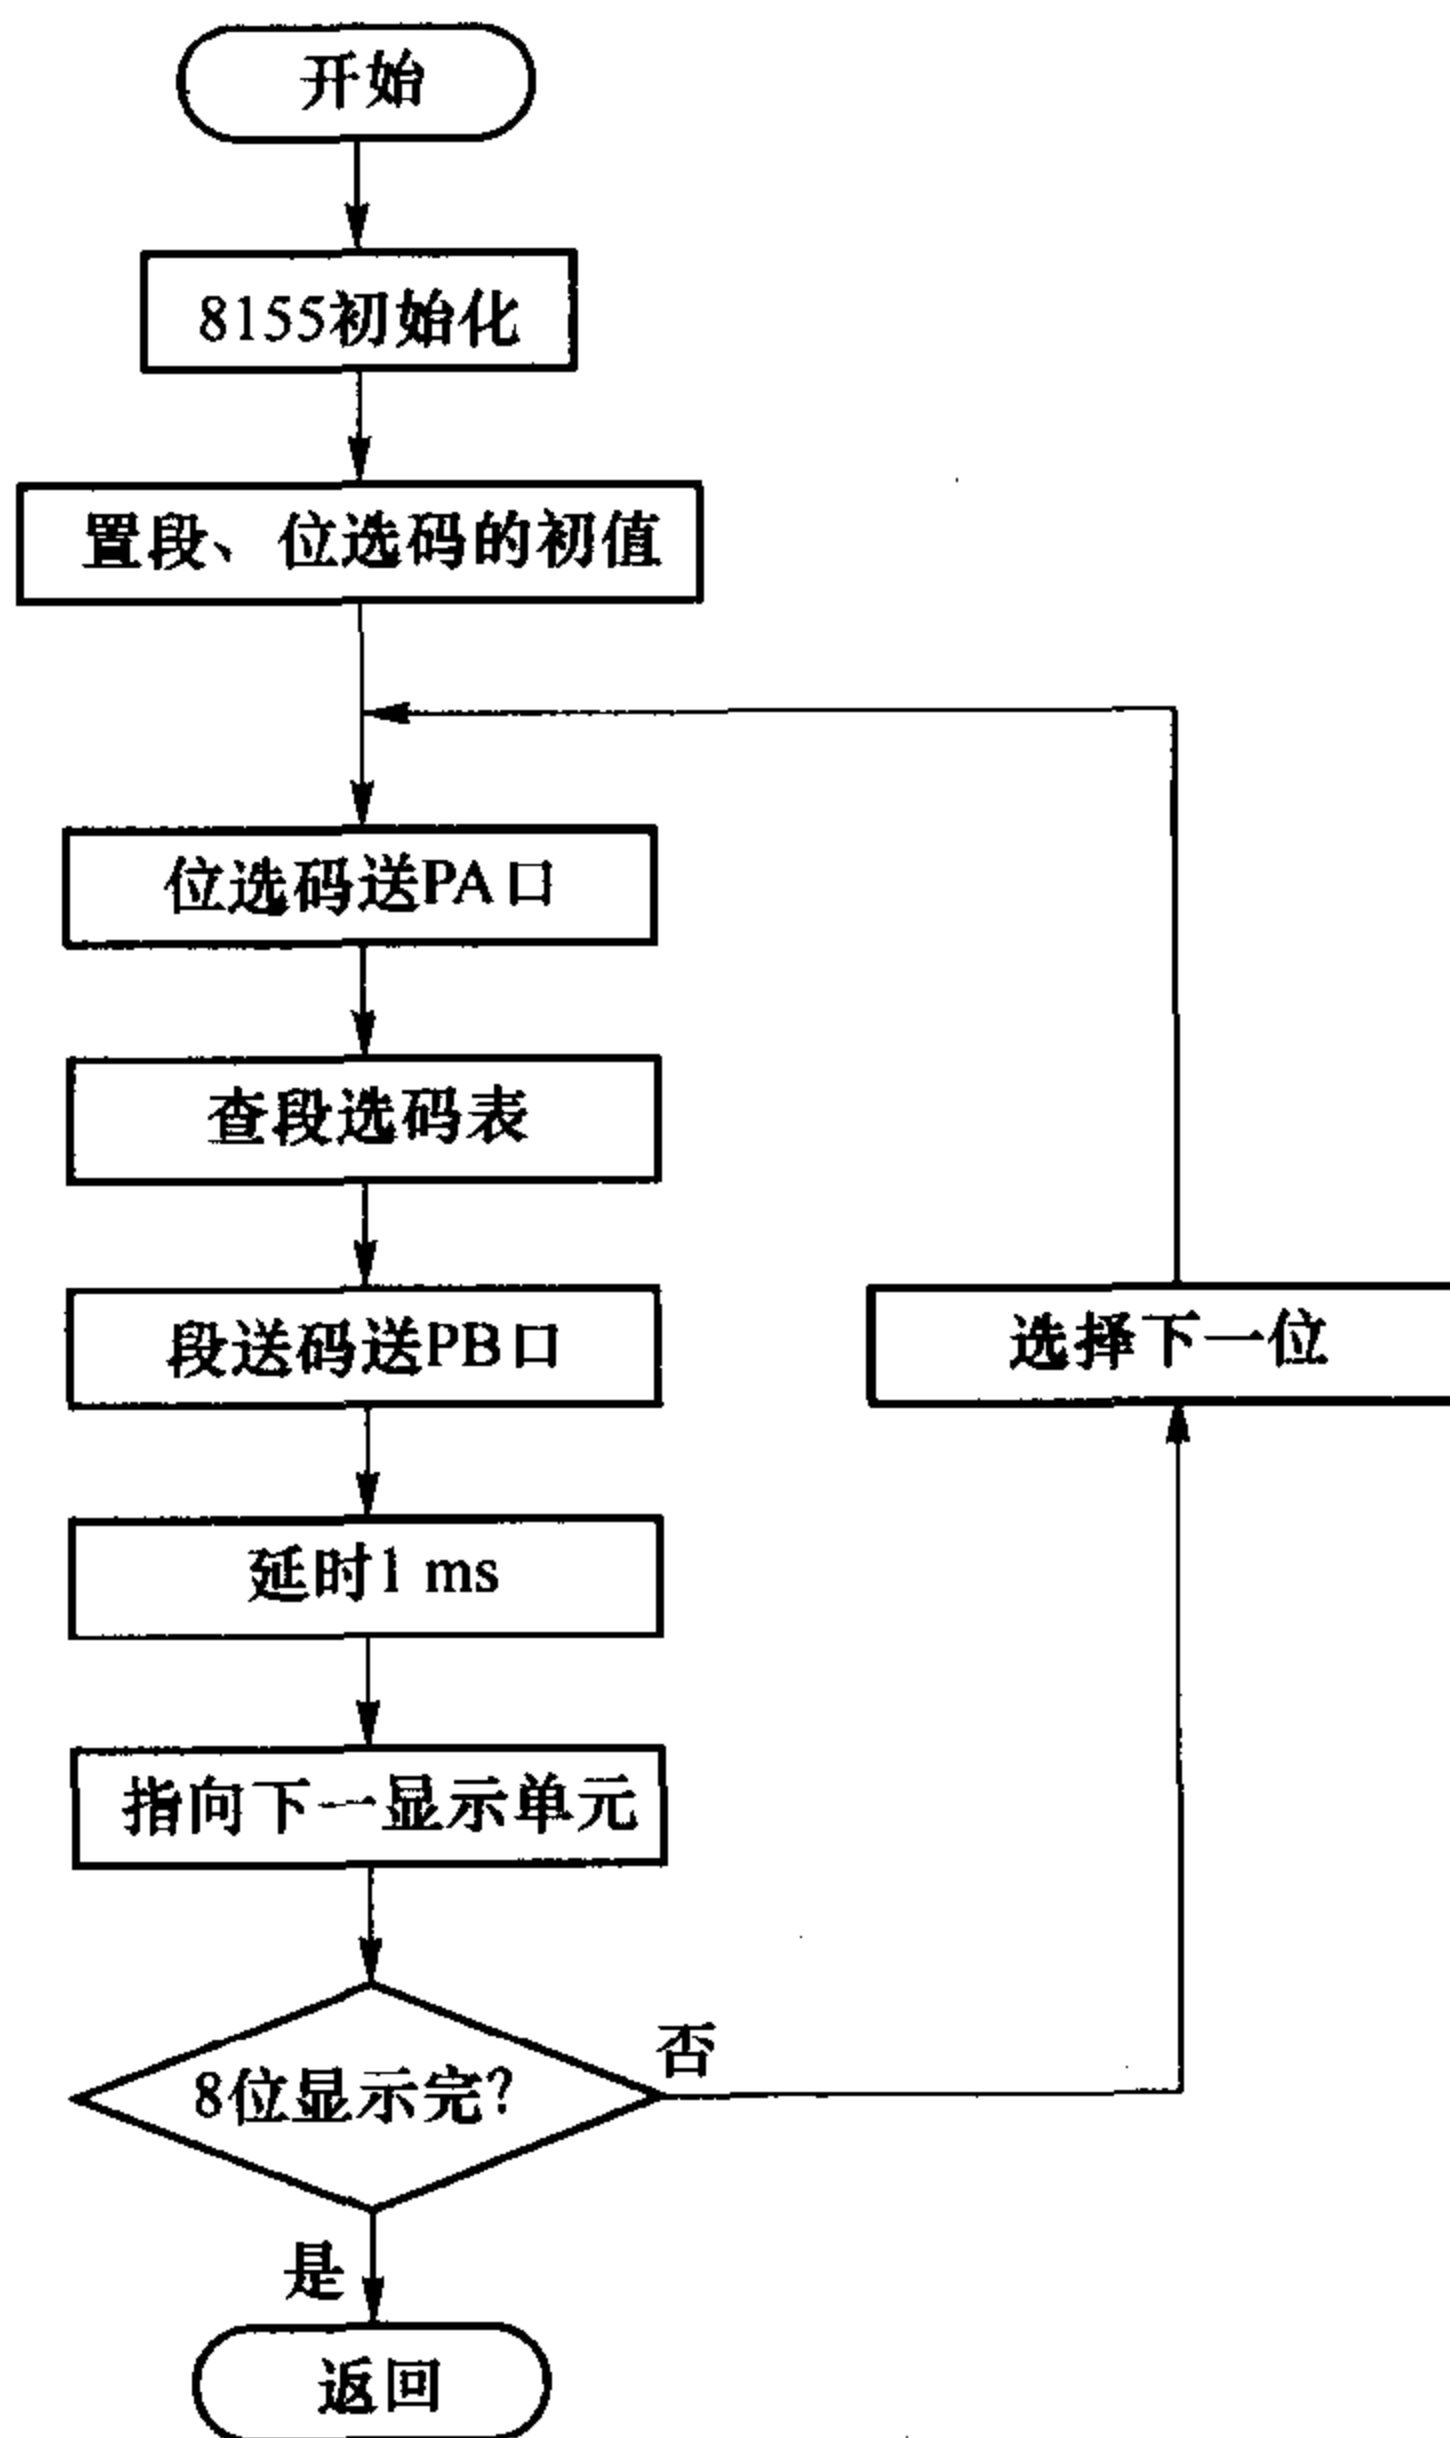 开始
8155初始化
置段、位选码的初值
位选码送PA口
查段选码表
段送码送PB口
选择下一位
延时1 ms
指向下一显示单元
否
8位显示完?
是
返回